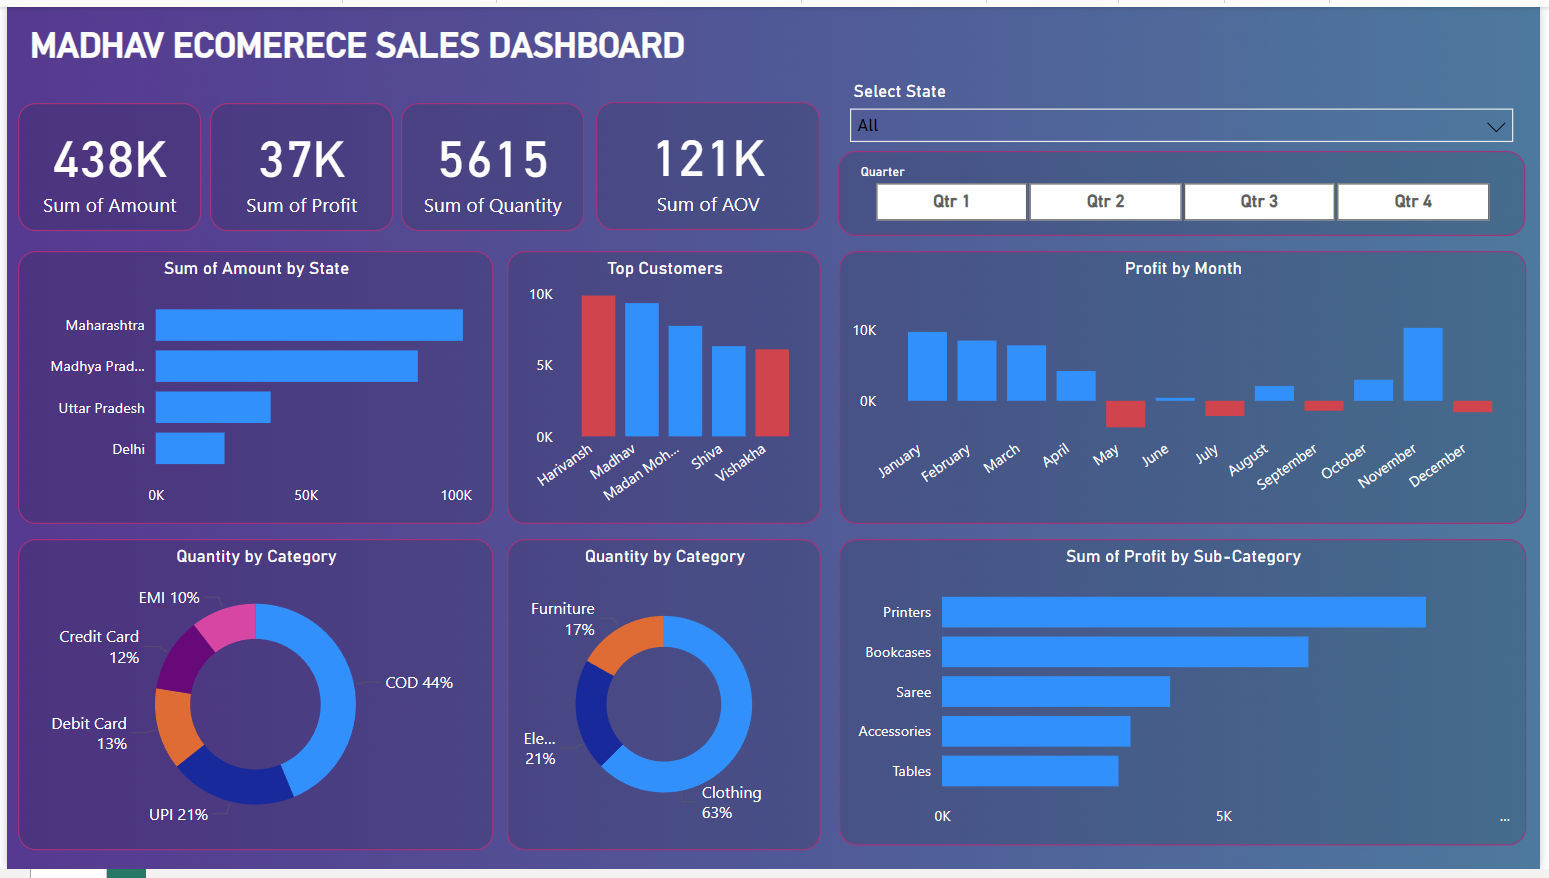 MADHAV ECOMERECE SALES DASHBOARD
438K
Sum of Amount
37K
Sum of Profit
5615
Sum of Quantity
121K
Sum of AOV
Select State
All
Quarter
Qtr 1
Qtr 2
Qtr 3
Qtr 4
Sum of Amount by State
Maharashtra
Madhya Prad...
Uttar Pradesh
Delhi
0K
50K
100K
Top Customers
10K
5K
0K
Harivansh
Madhav
Madan Moh...
Shiva
Vishakha
Profit by Month
10K
0K
January
February
March
April
May
June
July
August
September
October
November
December
Quantity by Category
EMI 10%
Credit Card
12%
Debit Card
13%
UPI 21%
COD 44%
Quantity by Category
Furniture
17%
Ele...
21%
Clothing
63%
Sum of Profit by Sub-Category
Printers
Bookcases
Saree
Accessories
Tables
0K
5K
...